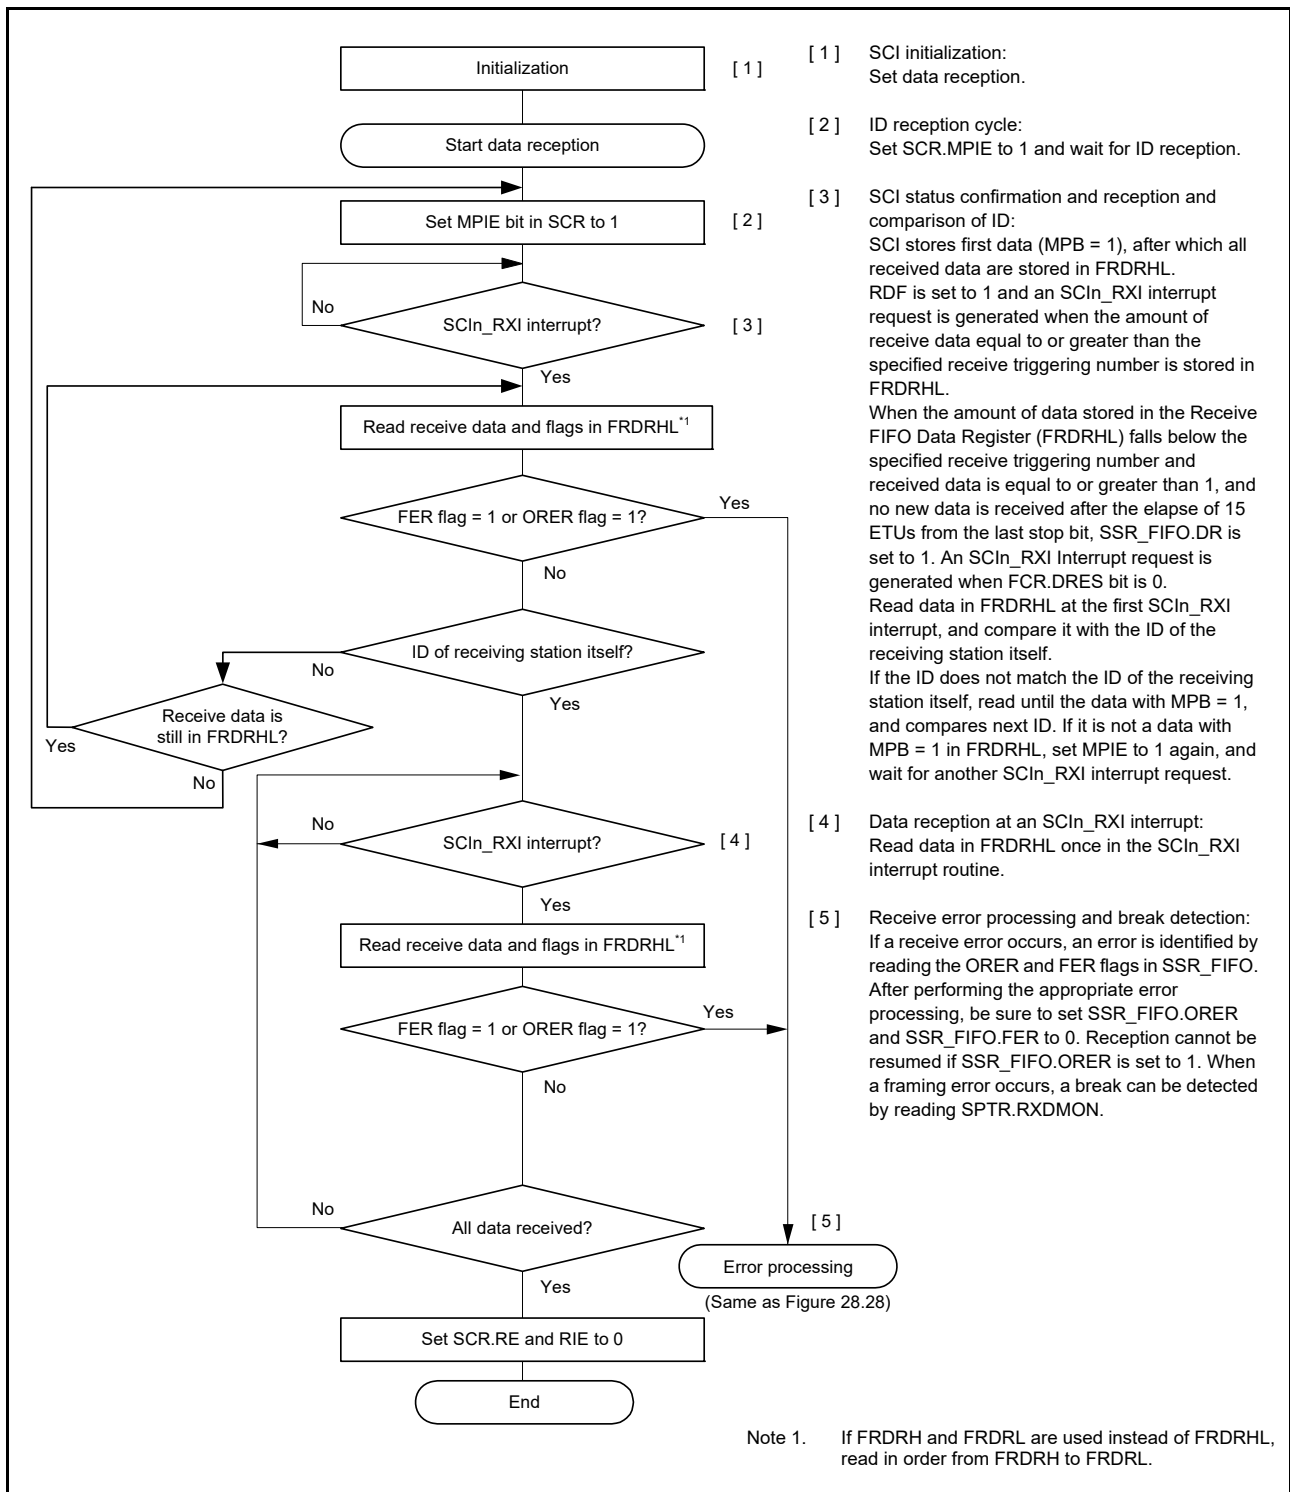 Initialization
[ 1 ]
Start data reception
Set MPIE bit in SCR to 1
[ 2 ]
No
SCIn_RXI interrupt?
[ 3 ]
Yes
Read receive data and flags in FRDRHL*1
FER flag = 1 or ORER flag = 1?
Yes
No
ID of receiving station itself?
No
Yes
Receive data is
still in FRDRHL?
Yes
No
No
SCIn_RXI interrupt?
[ 4 ]
Yes
Read receive data and flags in FRDRHL*1
FER flag = 1 or ORER flag = 1?
Yes
No
No
All data received?
[ 5 ]
Error processing
(Same as Figure 28.28)
Yes
Set SCR.RE and RIE to 0
End
[ 1 ] SCI initialization:
Set data reception.
[ 2 ] ID reception cycle:
Set SCR.MPIE to 1 and wait for ID reception.
[ 3 ] SCI status confirmation and reception and
comparison of ID:
SCI stores first data (MPB = 1), after which all
received data are stored in FRDRHL.
RDF is set to 1 and an SCIn_RXI interrupt
request is generated when the amount of
receive data equal to or greater than the
specified receive triggering number is stored in
FRDRHL.
When the amount of data stored in the Receive
FIFO Data Register (FRDRHL) falls below the
specified receive triggering number and
received data is equal to or greater than 1, and
no new data is received after the elapse of 15
ETUs from the last stop bit, SSR_FIFO.DR is
set to 1. An SCIn_RXI Interrupt request is
generated when FCR.DRES bit is 0.
Read data in FRDRHL at the first SCIn_RXI
interrupt, and compare it with the ID of the
receiving station itself.
If the ID does not match the ID of the receiving
station itself, read until the data with MPB = 1,
and compares next ID. If it is not a data with
MPB = 1 in FRDRHL, set MPIE to 1 again, and
wait for another SCIn_RXI interrupt request.
[ 4 ] Data reception at an SCIn_RXI interrupt:
Read data in FRDRHL once in the SCIn_RXI
interrupt routine.
[ 5 ] Receive error processing and break detection:
If a receive error occurs, an error is identified by
reading the ORER and FER flags in SSR_FIFO.
After performing the appropriate error
processing, be sure to set SSR_FIFO.ORER
and SSR_FIFO.FER to 0. Reception cannot be
resumed if SSR_FIFO.ORER is set to 1. When
a framing error occurs, a break can be detected
by reading SPTR.RXDMON.
Note 1. If FRDRH and FRDRL are used instead of FRDRHL,
read in order from FRDRH to FRDRL.